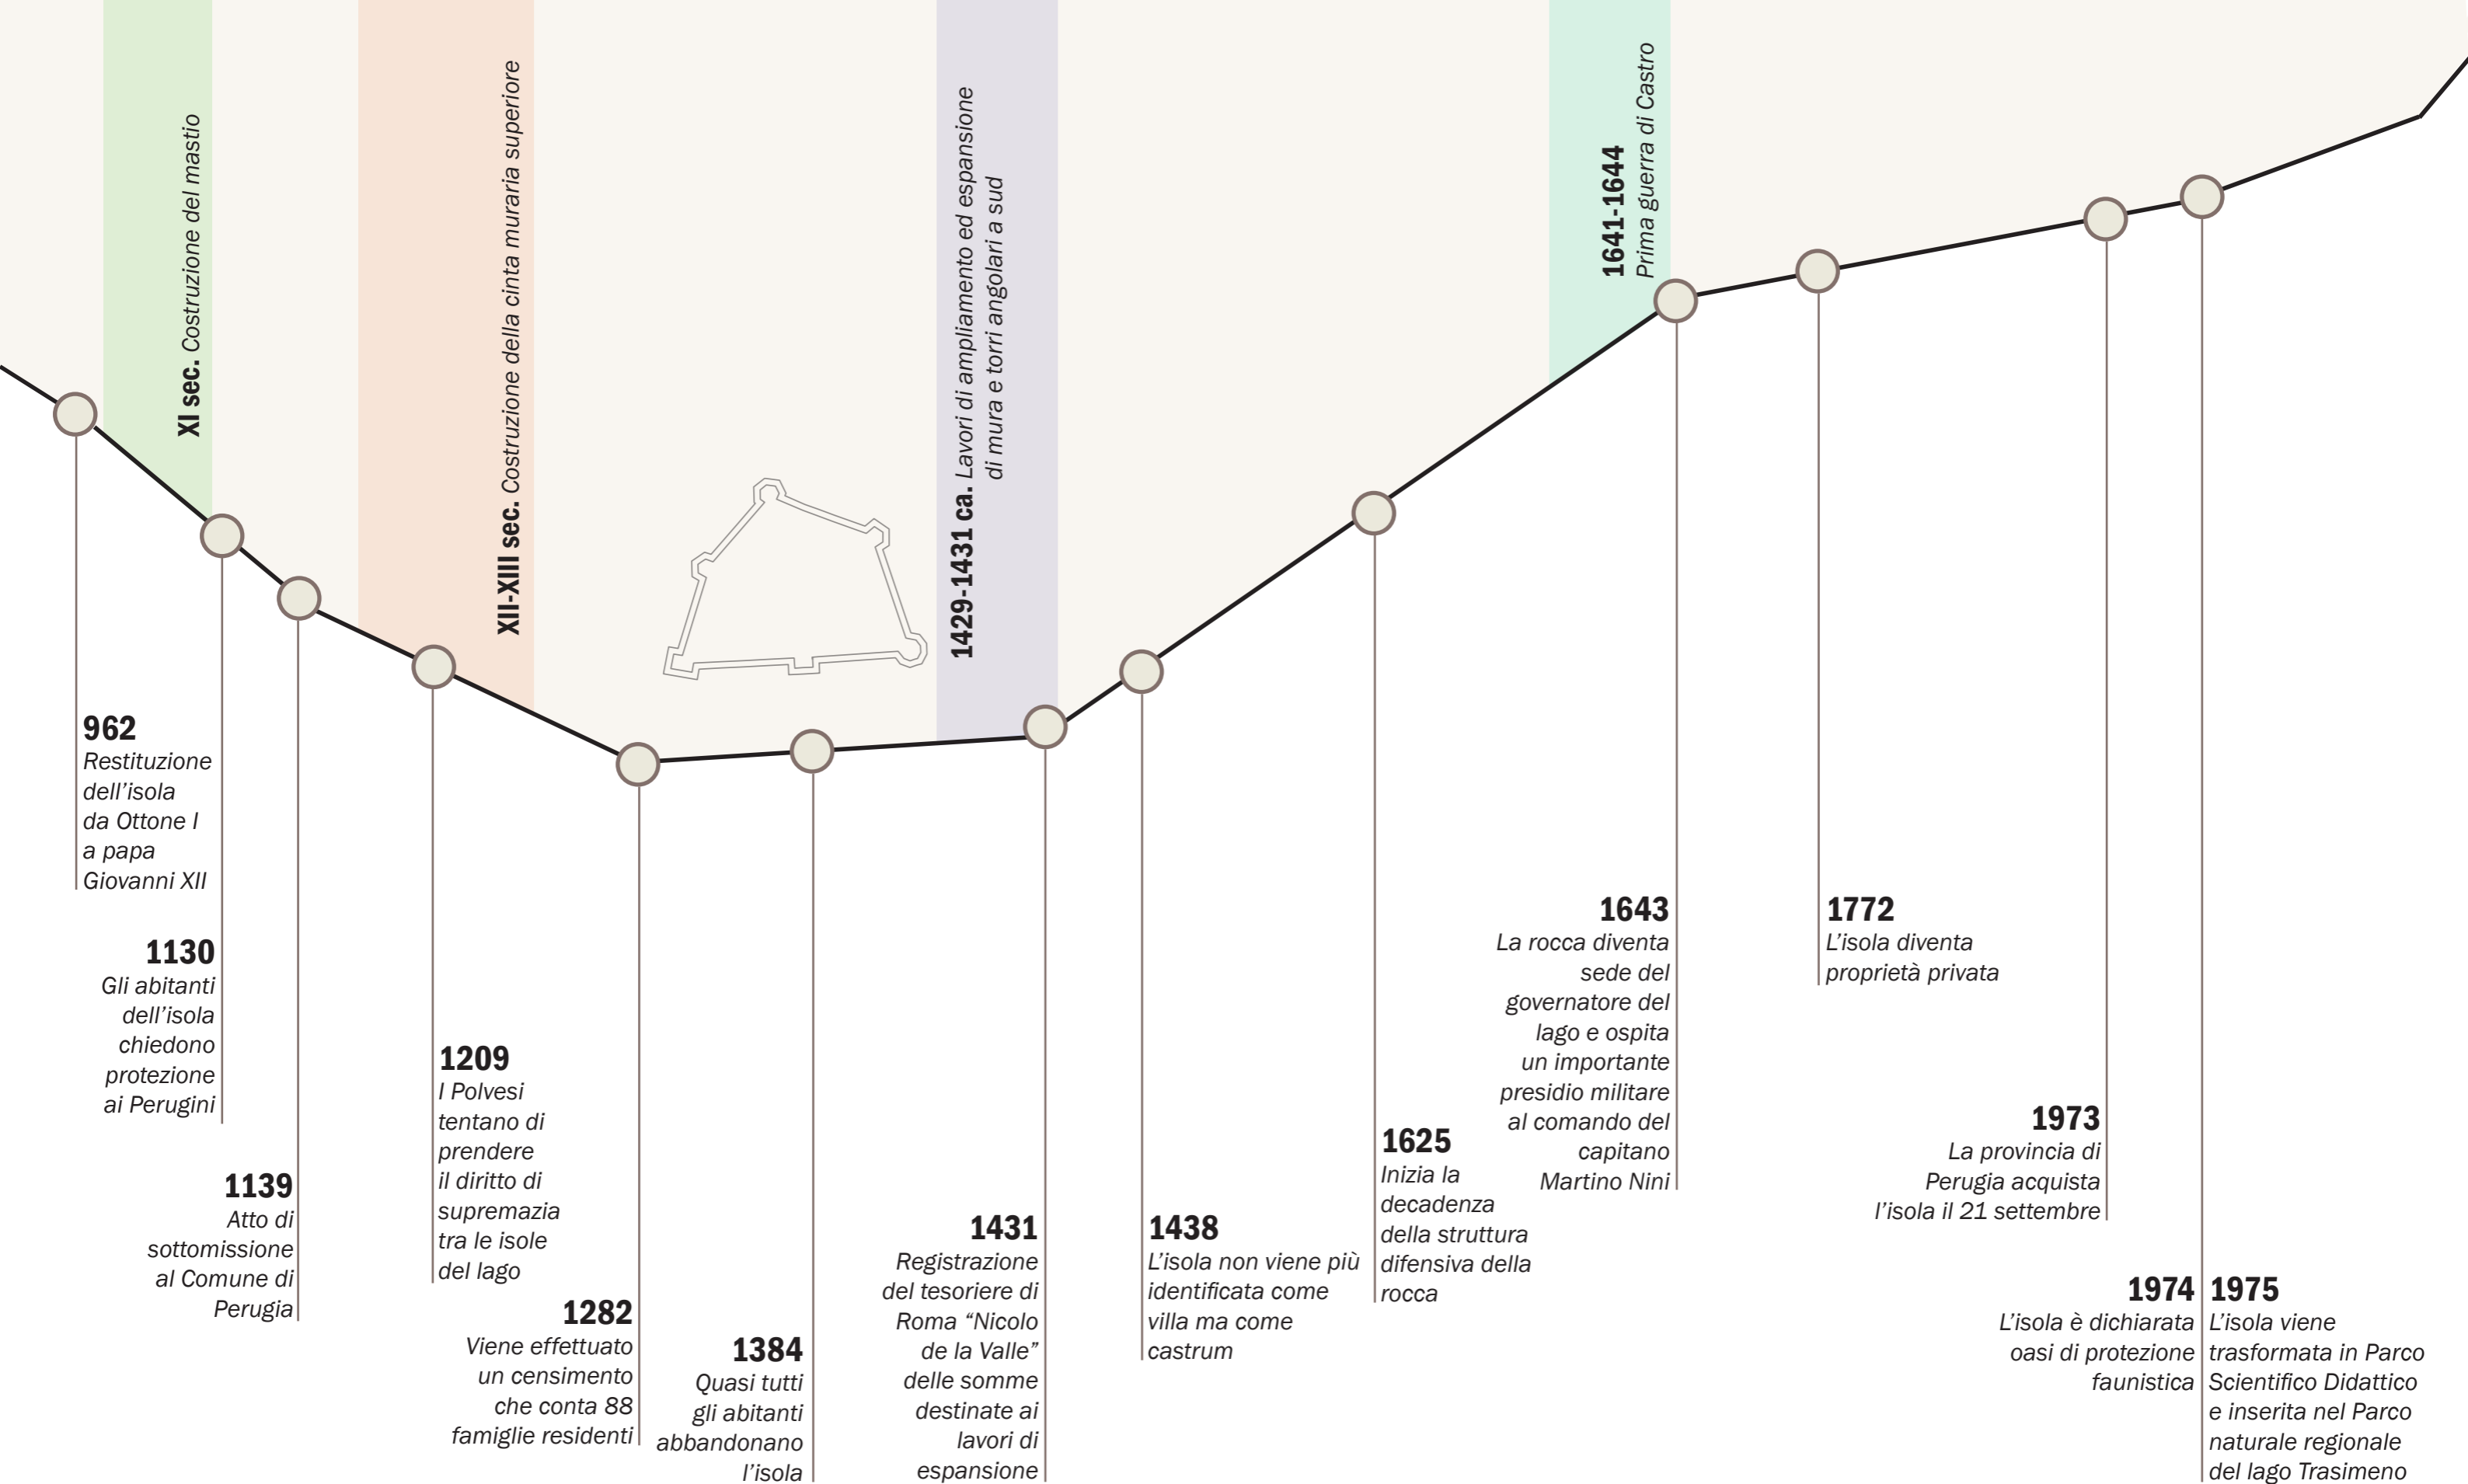 XI sec. Costruzione del mastio
XII-XIII sec. Costruzione della cinta muraria superiore
1429-1431 ca. Lavori di ampliamento ed espansione
di mura e torri angolari a sud
1641-1644
Prima guerra di Castro
962
Restituzione
dell’isola
da Ottone I
a papa
Giovanni XII
1130
Gli abitanti
dell’isola
chiedono
protezione
ai Perugini
1139
Atto di
sottomissione
al Comune di
Perugia
1209
I Polvesi
tentano di
prendere
il diritto di
supremazia
tra le isole
del lago
1282
Viene effettuato
un censimento
che conta 88
famiglie residenti
1384
Quasi tutti
gli abitanti
abbandonano
l’isola
1431
Registrazione
del tesoriere di
Roma “Nicolo
de la Valle”
delle somme
destinate ai
lavori di
espansione
1438
L’isola non viene più
identificata come
villa ma come
castrum
1625
Inizia la
decadenza
della struttura
difensiva della
rocca
1643
La rocca diventa
sede del
governatore del
lago e ospita
un importante
presidio militare
al comando del
capitano
Martino Nini
1772
L’isola diventa
proprietà privata
1973
La provincia di
Perugia acquista
l’isola il 21 settembre
1974
L’isola è dichiarata
oasi di protezione
faunistica
1975
L’isola viene
trasformata in Parco
Scientifico Didattico
e inserita nel Parco
naturale regionale
del lago Trasimeno